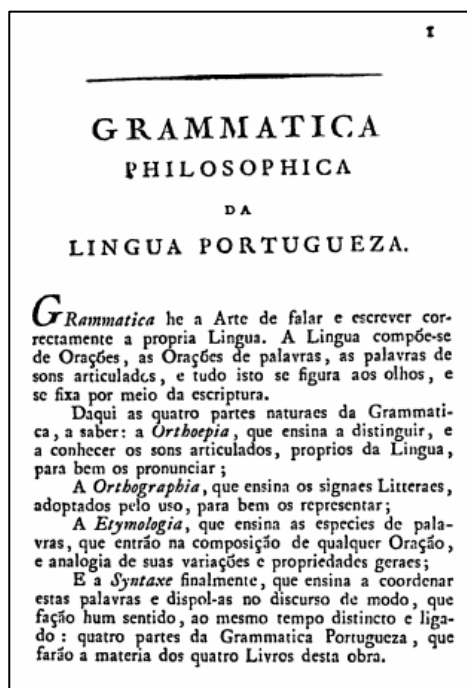 1
GRAMMATICA
PHILOSOPHICA
DA
LINGUA PORTUGUEZA.
GRammatica he a Arte de falar e escrever cor-
rectamente a propria Lingua. A Lingua compõe-se
de Orações, as Orações de palavras, as palavras de
sons articulados, e tudo isto se figura aos olhos, e
se fixa por meio da escriptura.
Daqui as quatro partes naturaes da Grammati-
ca, a saber: a Orthoepia, que ensina a distinguir, e
a conhecer os sons articulados, proprios da Lingua,
para bem os pronunciar;
A Orthographia, que ensina os signaes Litteraes,
adoptados pelo uso, para bem os representar;
A Etymologia, que ensina as especies de pala-
vras, que entrão na composição de qualquer Oração,
e analogia de suas variações e propriedades geraes;
E a Syntaxe finalmente, que ensina a coordenar
estas palavras e dispol-as no discurso de modo, que
fação hum sentido, ao mesmo tempo distincto e liga-
do: quatro partes da Grammatica Portugueza, que
farão a materia dos quatro Livros desta obra.